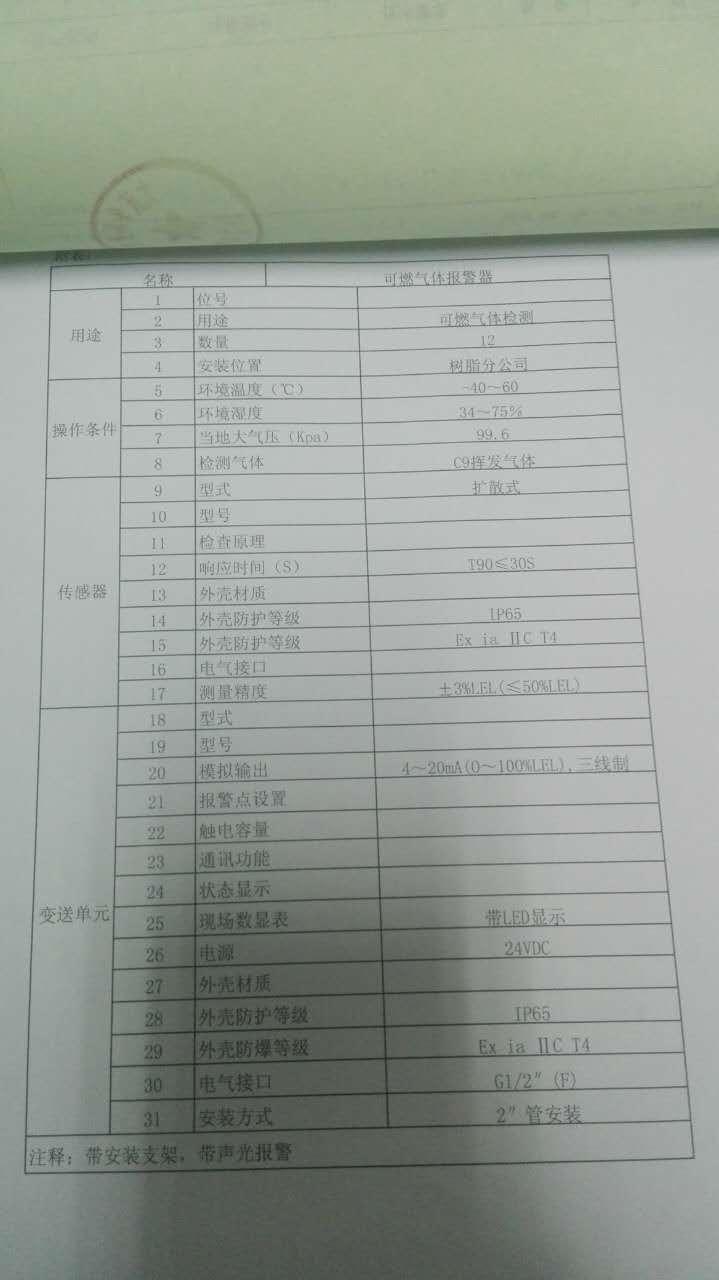 附表:
名称 可燃气体报警器
用途
1 位号
2 用途 可燃气体检测
3 数量 12
4 安装位置 树脂分公司
操作条件
5 环境温度(℃) -40~60
6 环境湿度 34~75%
7 当地大气压(Kpa) 99.6
8 检测气体 C9挥发气体
传感器
9 型式 扩散式
10 型号
11 检查原理
12 响应时间(S) T90≤30S
13 外壳材质
14 外壳防护等级 IP65
15 外壳防护等级 Ex ia ⅡC T4
16 电气接口
17 测量精度 ±3%LEL(≤50%LEL)
变送单元
18 型式
19 型号
20 模拟输出 4~20mA(0~100%LEL),三线制
21 报警点设置
22 触电容量
23 通讯功能
24 状态显示
25 现场数显表 带LED显示
26 电源 24VDC
27 外壳材质
28 外壳防护等级 IP65
29 外壳防爆等级 Ex ia ⅡC T4
30 电气接口 G1/2″(F)
31 安装方式 2″管安装
注释：带安装支架，带声光报警